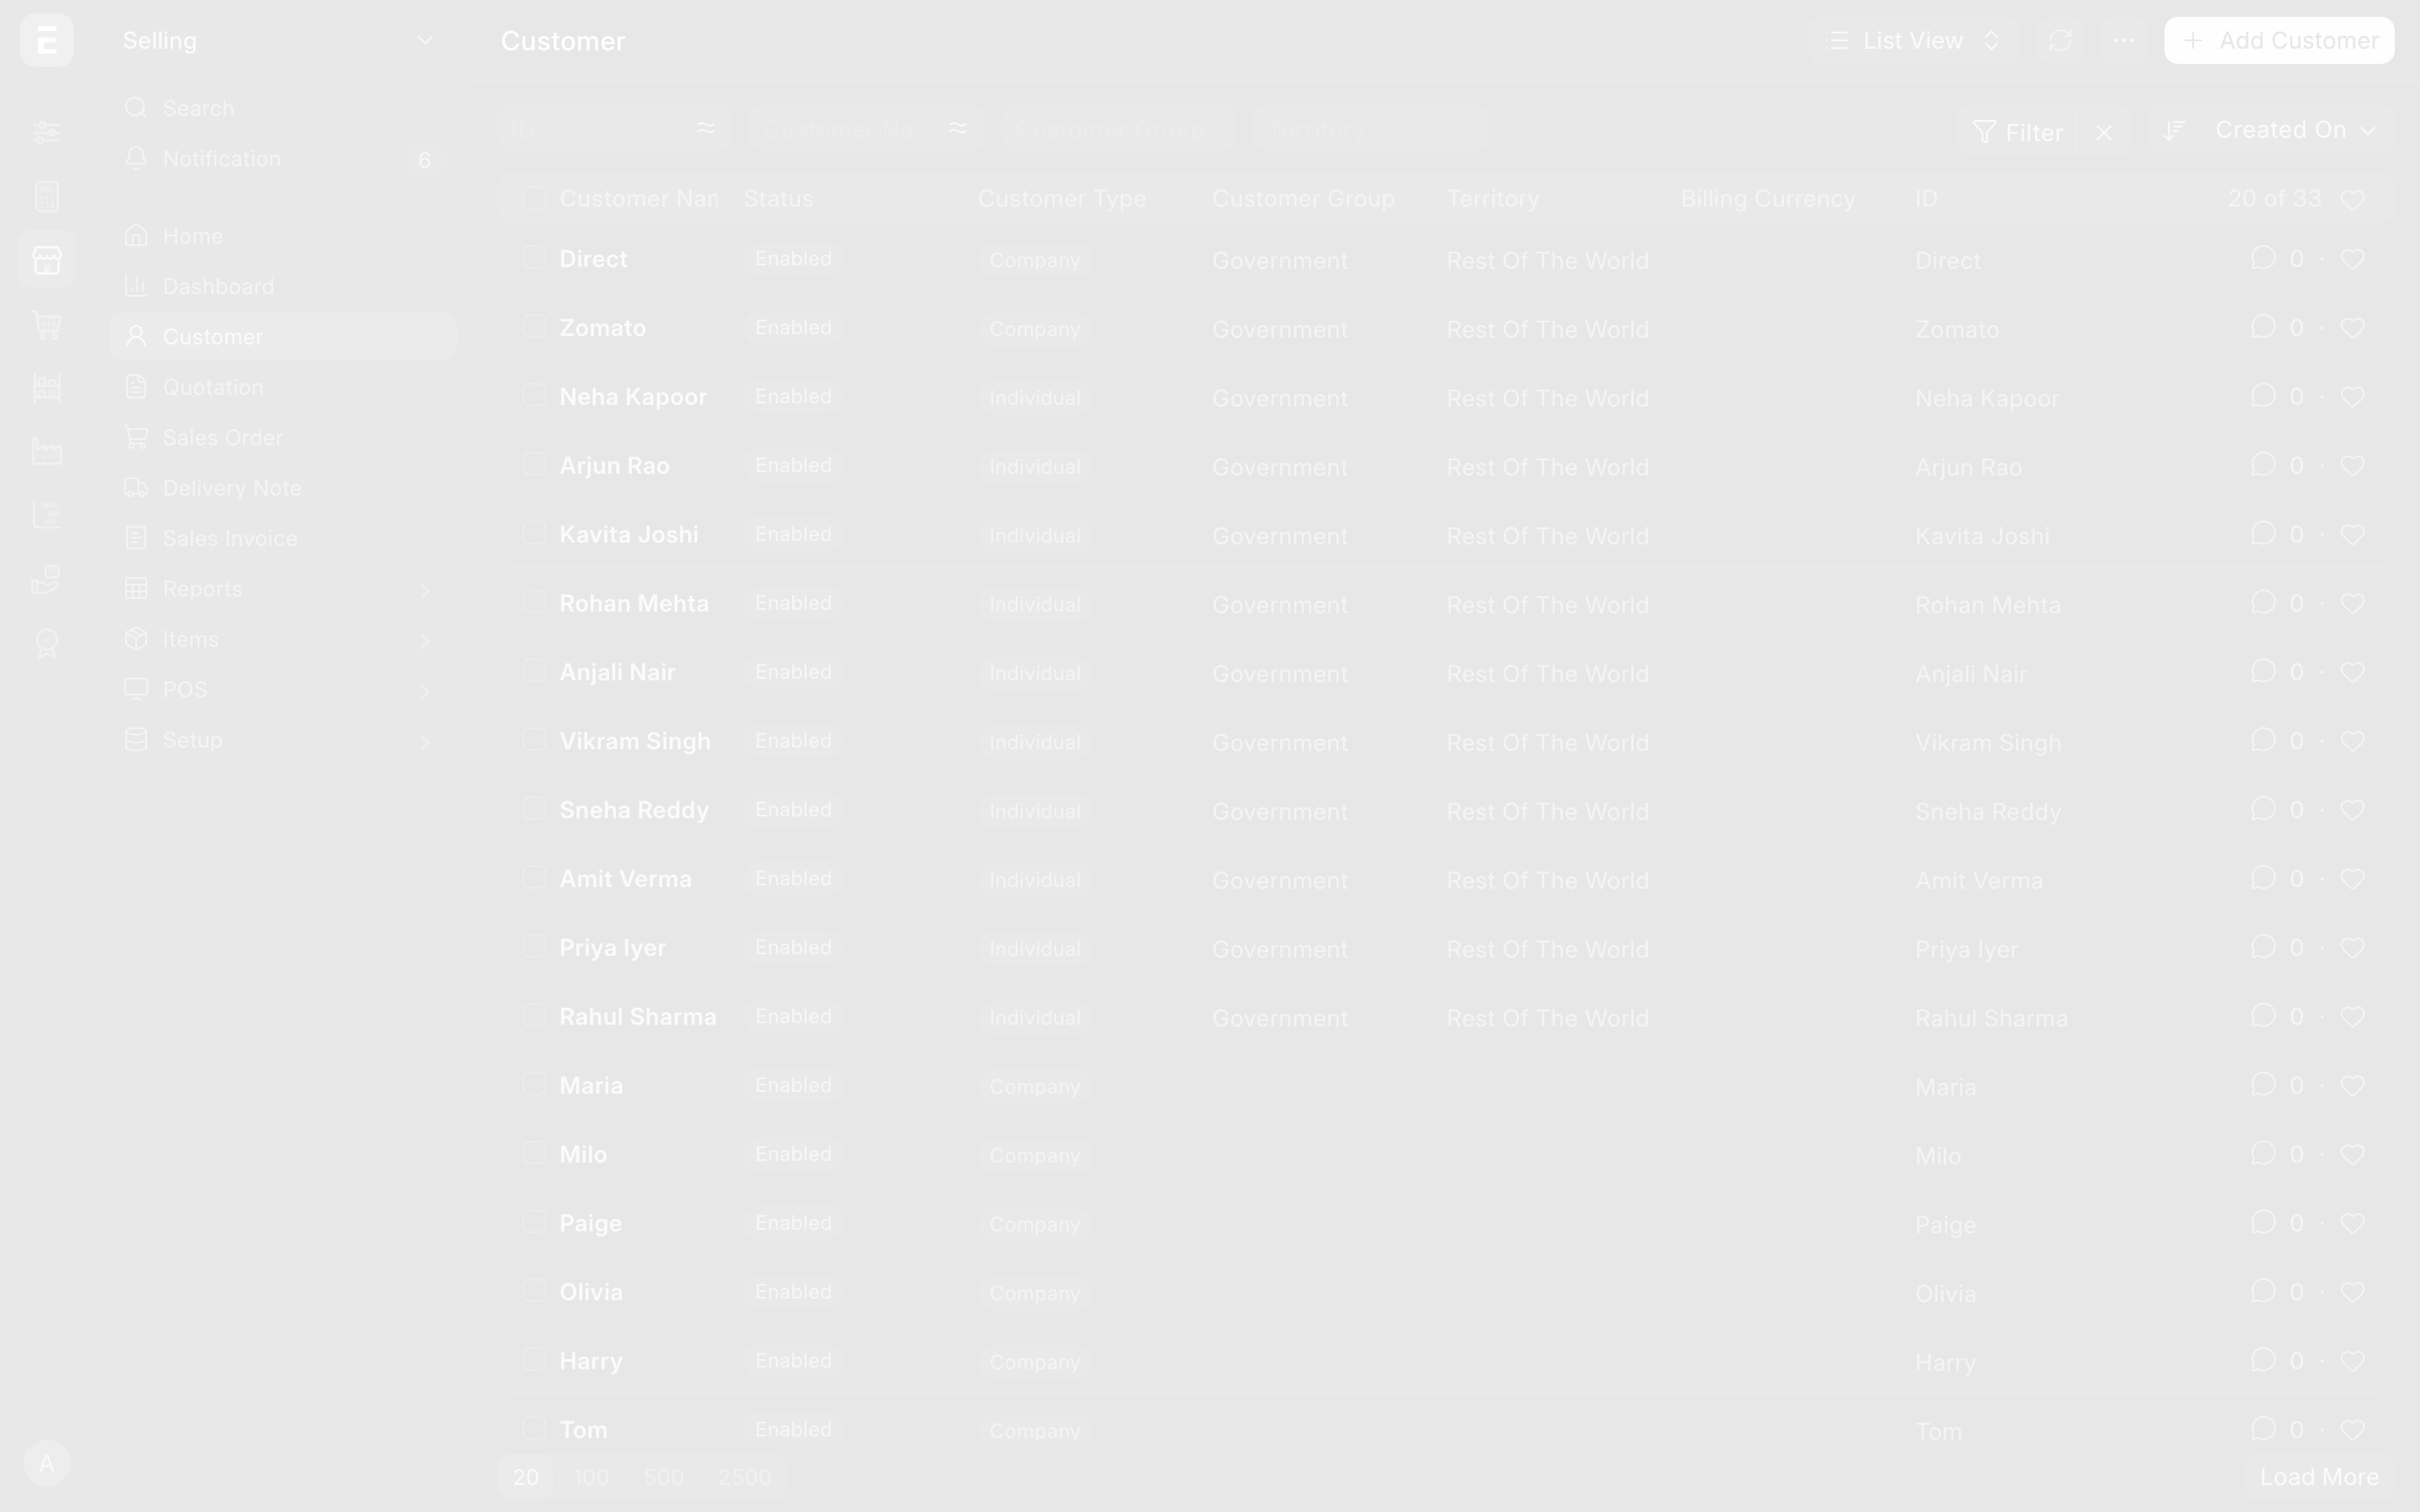 Selling
Search
Notification 6
Home
Dashboard
Customer
Quotation
Sales Order
Delivery Note
Sales Invoice
Reports
Items
POS
Setup
A
Customer List View ... Add Customer
ID ≈ Customer Na ≈ Customer Group Territory Filter Created On
Customer Nan Status Customer Type Customer Group Territory Billing Currency ID 20 of 33
Direct Enabled Company Government Rest Of The World Direct 0 ·
Zomato Enabled Company Government Rest Of The World Zomato 0 ·
Neha Kapoor Enabled Individual Government Rest Of The World Neha Kapoor 0 ·
Arjun Rao Enabled Individual Government Rest Of The World Arjun Rao 0 ·
Kavita Joshi Enabled Individual Government Rest Of The World Kavita Joshi 0 ·
Rohan Mehta Enabled Individual Government Rest Of The World Rohan Mehta 0 ·
Anjali Nair Enabled Individual Government Rest Of The World Anjali Nair 0 ·
Vikram Singh Enabled Individual Government Rest Of The World Vikram Singh 0 ·
Sneha Reddy Enabled Individual Government Rest Of The World Sneha Reddy 0 ·
Amit Verma Enabled Individual Government Rest Of The World Amit Verma 0 ·
Priya Iyer Enabled Individual Government Rest Of The World Priya Iyer 0 ·
Rahul Sharma Enabled Individual Government Rest Of The World Rahul Sharma 0 ·
Maria Enabled Company Maria 0 ·
Milo Enabled Company Milo 0 ·
Paige Enabled Company Paige 0 ·
Olivia Enabled Company Olivia 0 ·
Harry Enabled Company Harry 0 ·
Tom Enabled Company Tom 0 ·
20 100 500 2500 Load More